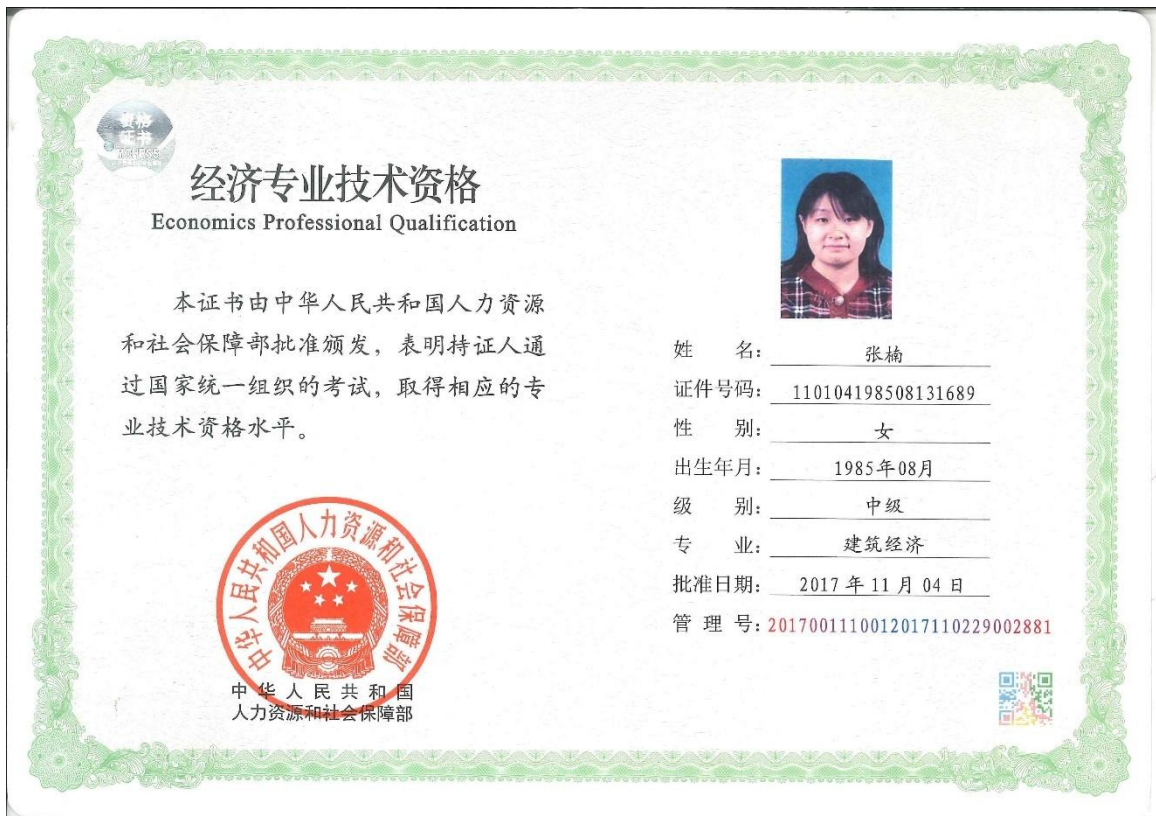 资格
证书
经济专业技术资格
Economics Professional Qualification
本证书由中华人民共和国人力资源
和社会保障部批准颁发，表明持证人通
过国家统一组织的考试，取得相应的专
业技术资格水平。
中华人民共和国人力资源和社会保障部
中华人民共和国
人力资源和社会保障部
姓名：张楠
证件号码：110104198508131689
性别：女
出生年月：1985年08月
级别：中级
专业：建筑经济
批准日期：2017年11月04日
管理号：2017001110012017110229002881